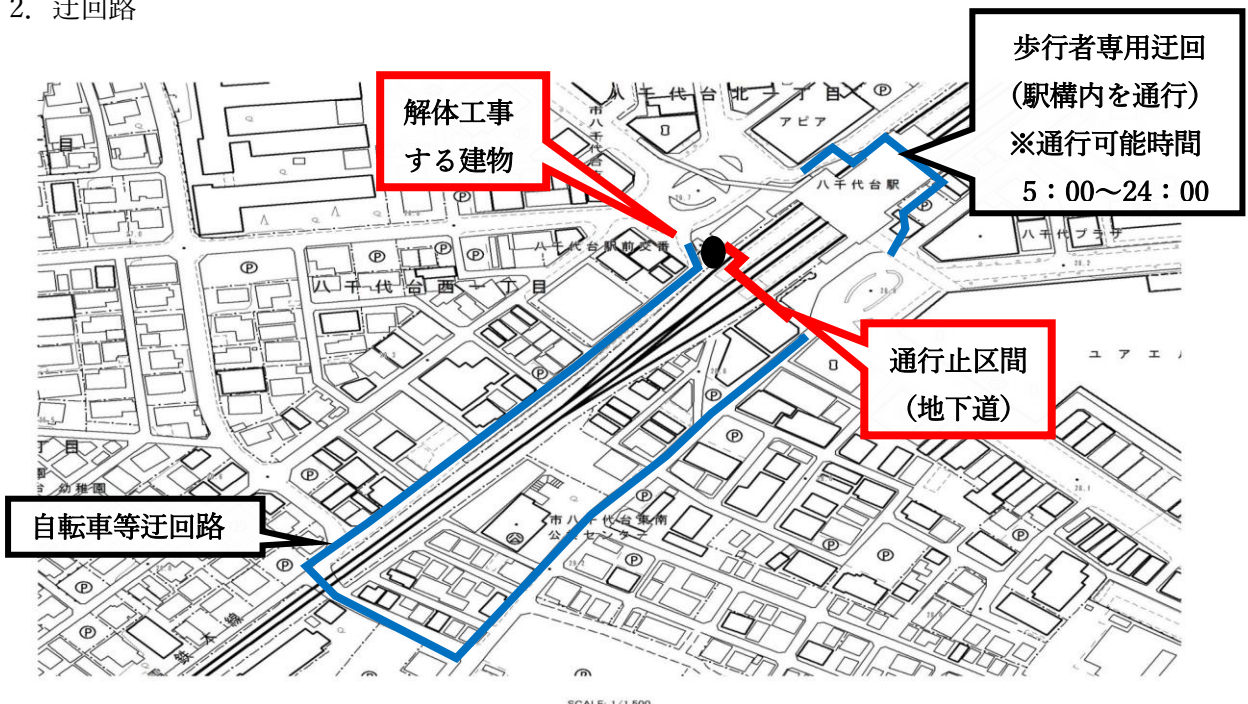 2．迂回路
歩行者専用迂回
（駅構内を通行）
※通行可能時間
5：00～24：00
解体工事
する建物
八千代台北一丁目
アピア
八千代台駅
八千代プラザ
八千代台駅前交番
八千代台西一丁目
通行止区間
（地下道）
ユアエル
幼稚園
自転車等迂回路
市八千代台東南
公共センター
本線
SCALE: 1/1,500